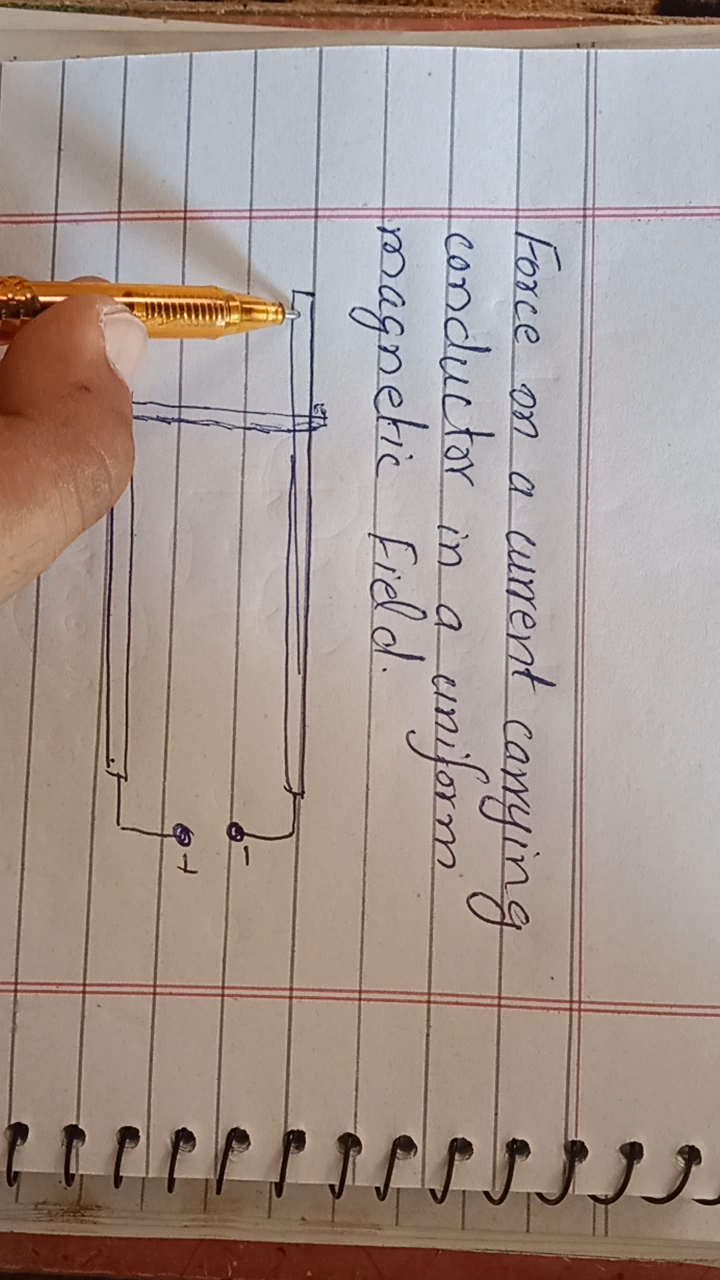 Force on a current carrying
conductor in a uniform
magnetic field.
-
+